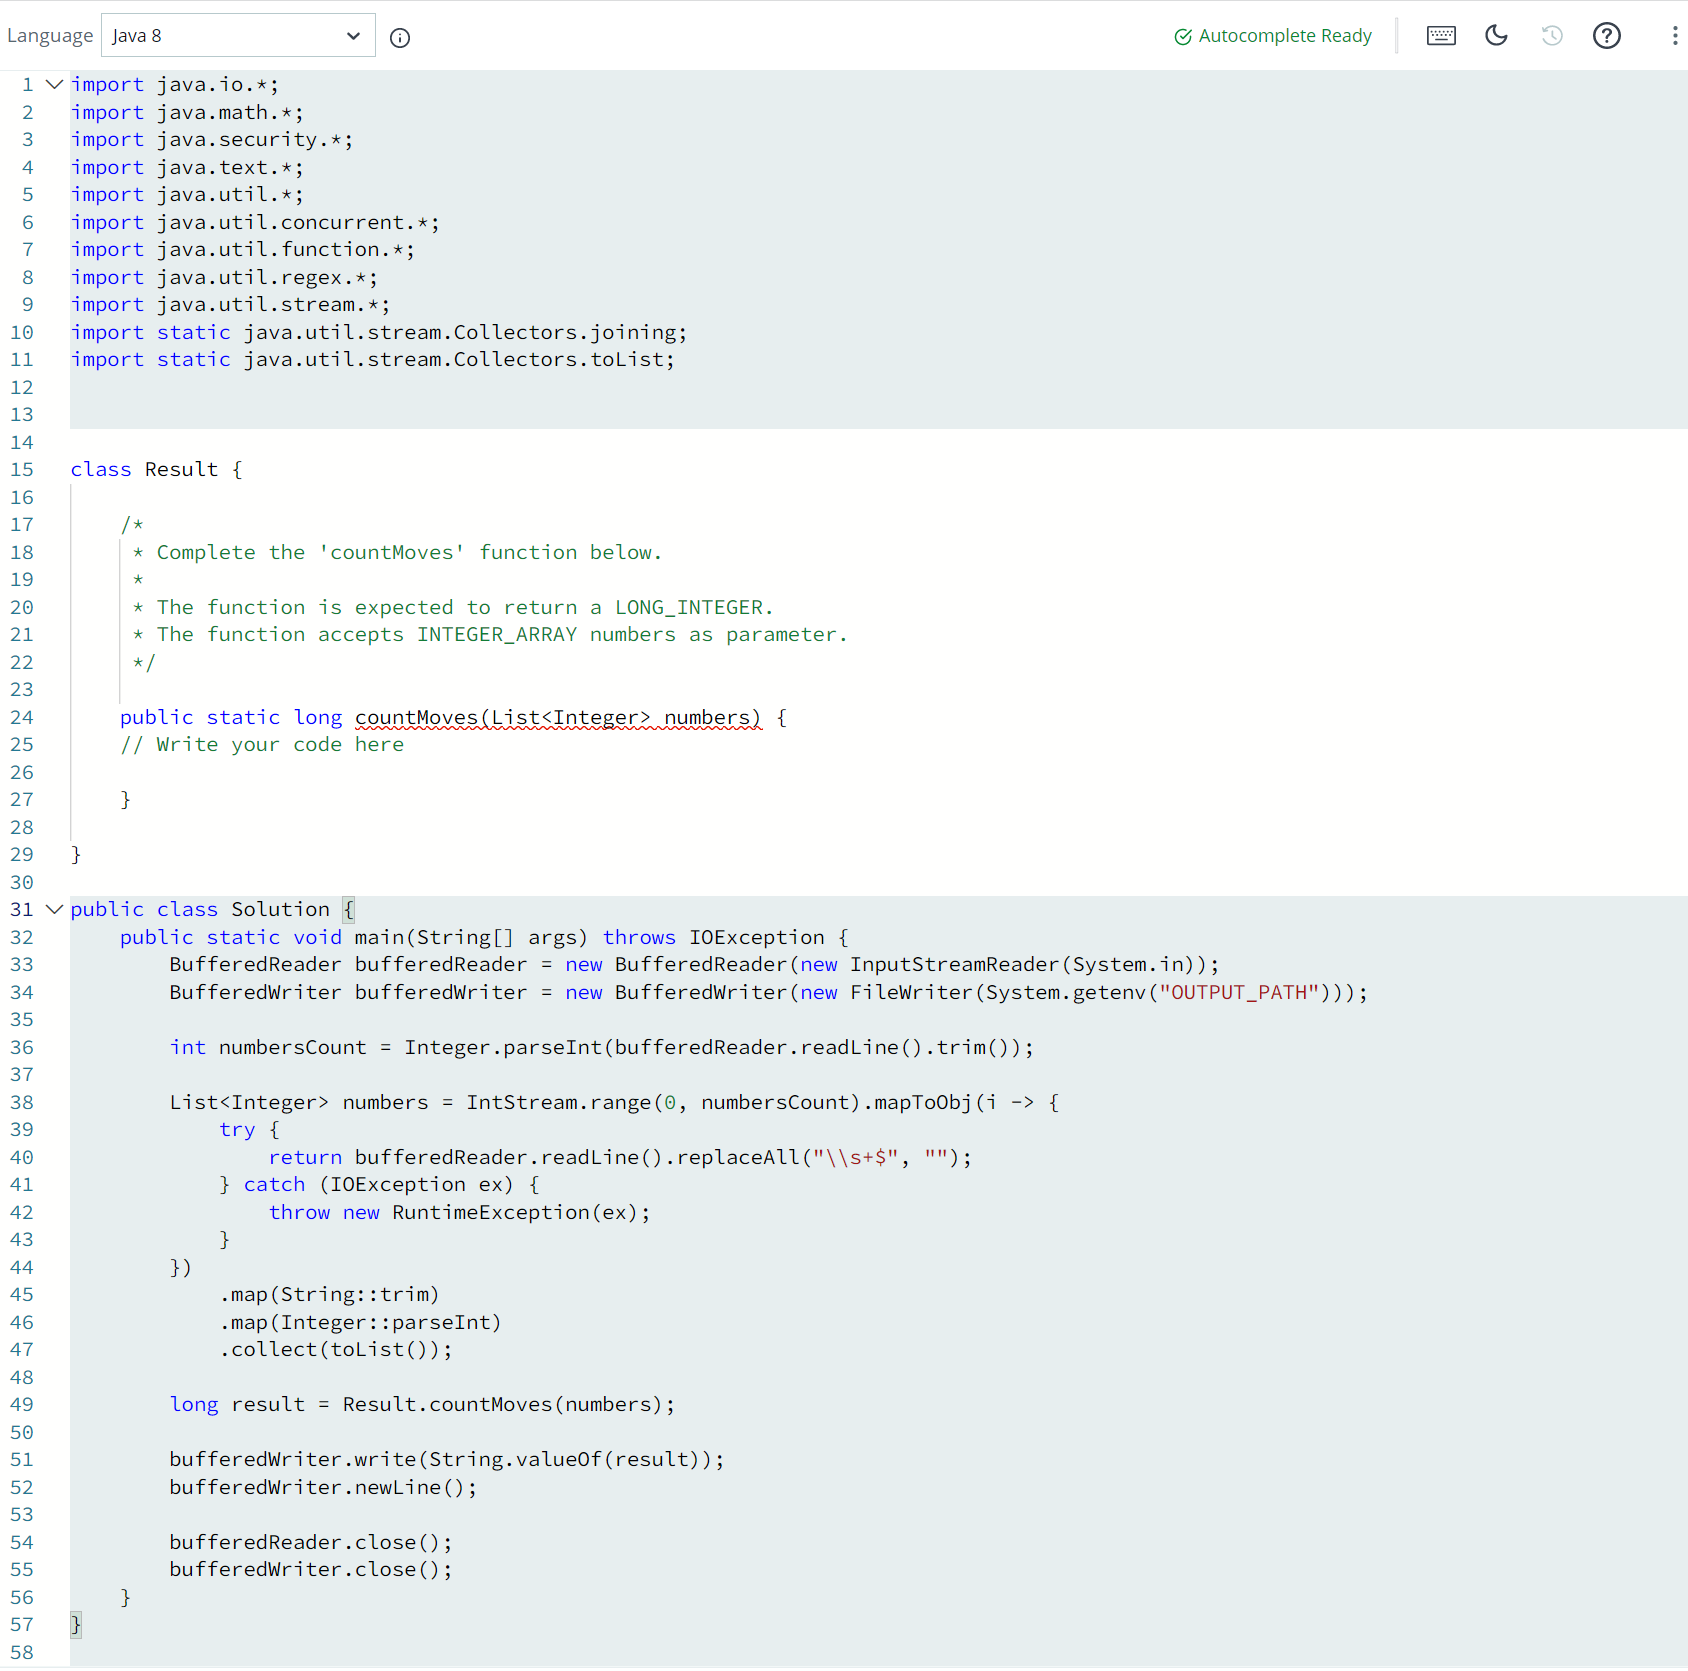 Language Java 8 Autocomplete Ready
1 import java.io.*;
2 import java.math.*;
3 import java.security.*;
4 import java.text.*;
5 import java.util.*;
6 import java.util.concurrent.*;
7 import java.util.function.*;
8 import java.util.regex.*;
9 import java.util.stream.*;
10 import static java.util.stream.Collectors.joining;
11 import static java.util.stream.Collectors.toList;
12
13
14
15 class Result {
16
17     /*
18      * Complete the 'countMoves' function below.
19      *
20      * The function is expected to return a LONG_INTEGER.
21      * The function accepts INTEGER_ARRAY numbers as parameter.
22      */
23
24     public static long countMoves(List<Integer> numbers) {
25     // Write your code here
26
27     }
28
29 }
30
31 public class Solution {
32     public static void main(String[] args) throws IOException {
33         BufferedReader bufferedReader = new BufferedReader(new InputStreamReader(System.in));
34         BufferedWriter bufferedWriter = new BufferedWriter(new FileWriter(System.getenv("OUTPUT_PATH")));
35
36         int numbersCount = Integer.parseInt(bufferedReader.readLine().trim());
37
38         List<Integer> numbers = IntStream.range(0, numbersCount).mapToObj(i -> {
39             try {
40                 return bufferedReader.readLine().replaceAll("\\s+$", "");
41             } catch (IOException ex) {
42                 throw new RuntimeException(ex);
43             }
44         })
45             .map(String::trim)
46             .map(Integer::parseInt)
47             .collect(toList());
48
49         long result = Result.countMoves(numbers);
50
51         bufferedWriter.write(String.valueOf(result));
52         bufferedWriter.newLine();
53
54         bufferedReader.close();
55         bufferedWriter.close();
56     }
57 }
58